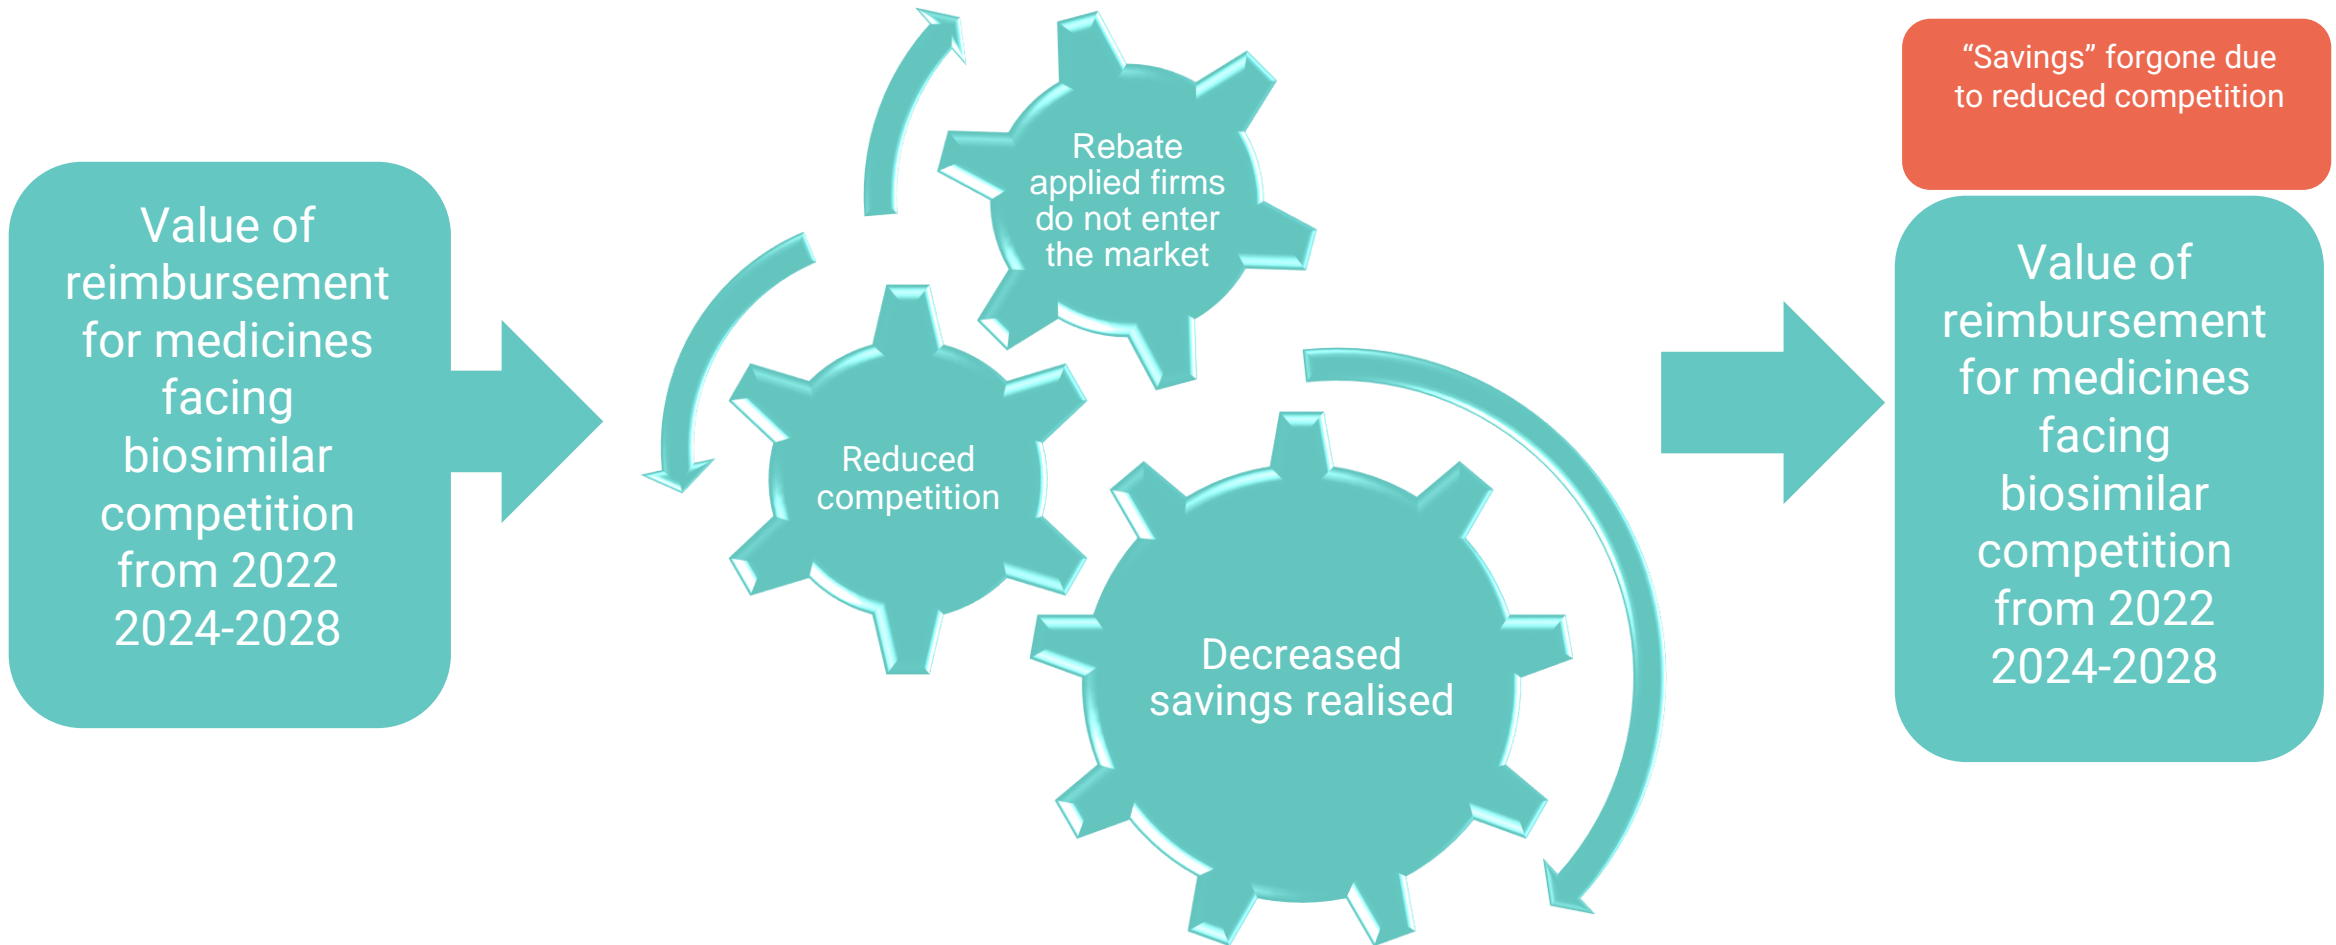 Value of
reimbursement
for medicines
facing
biosimilar
competition
from 2022
2024-2028
Rebate
applied firms
do not enter
the market
Reduced
competition
Decreased
savings realised
“Savings” forgone due
to reduced competition
Value of
reimbursement
for medicines
facing
biosimilar
competition
from 2022
2024-2028